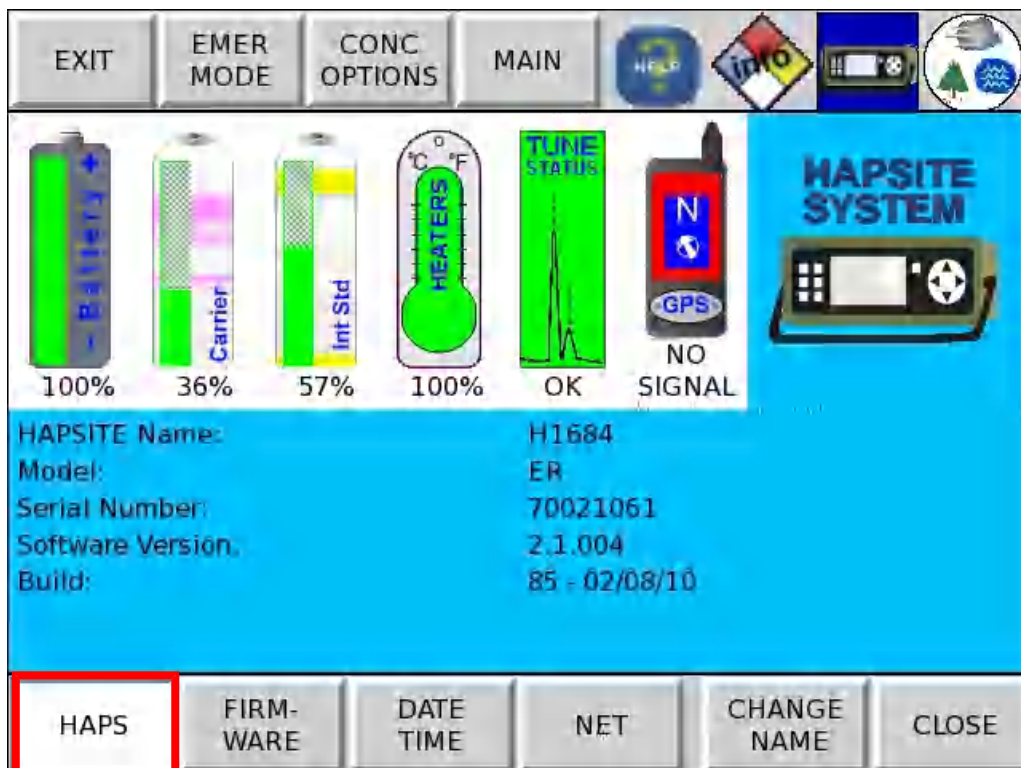 EXIT
EMER
MODE
CONC
OPTIONS
MAIN
HELP
info
- Battery +
100%
Carrier
36%
Int Std
57%
°C °F
HEATERS
100%
TUNE
STATUS
OK
N
GPS
NO
SIGNAL
HAPSITE
SYSTEM
HAPSITE Name: H1684
Model: ER
Serial Number: 70021061
Software Version: 2.1.004
Build: 85 - 02/08/10
HAPS
FIRM-
WARE
DATE
TIME
NET
CHANGE
NAME
CLOSE